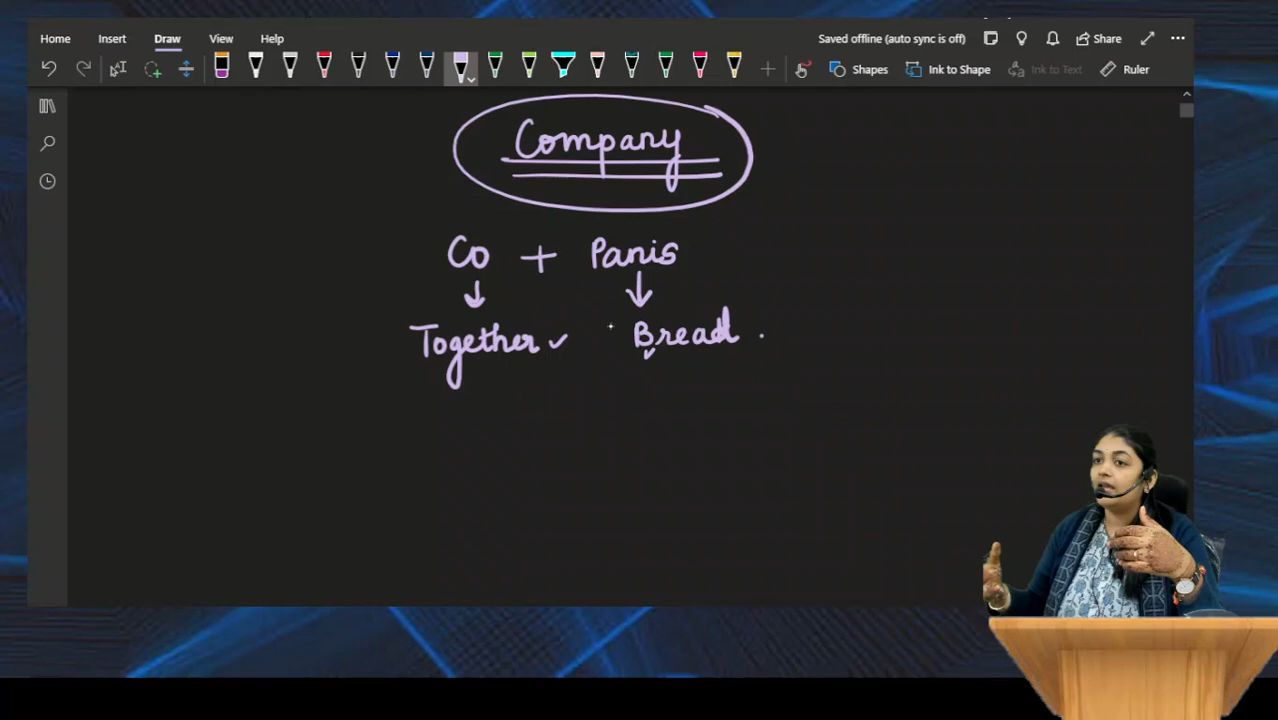 Home Insert Draw View Help Saved offline (auto sync is off) Share
Shapes Ink to Shape Ink to Text Ruler
Company
Co + Panis
Together Bread